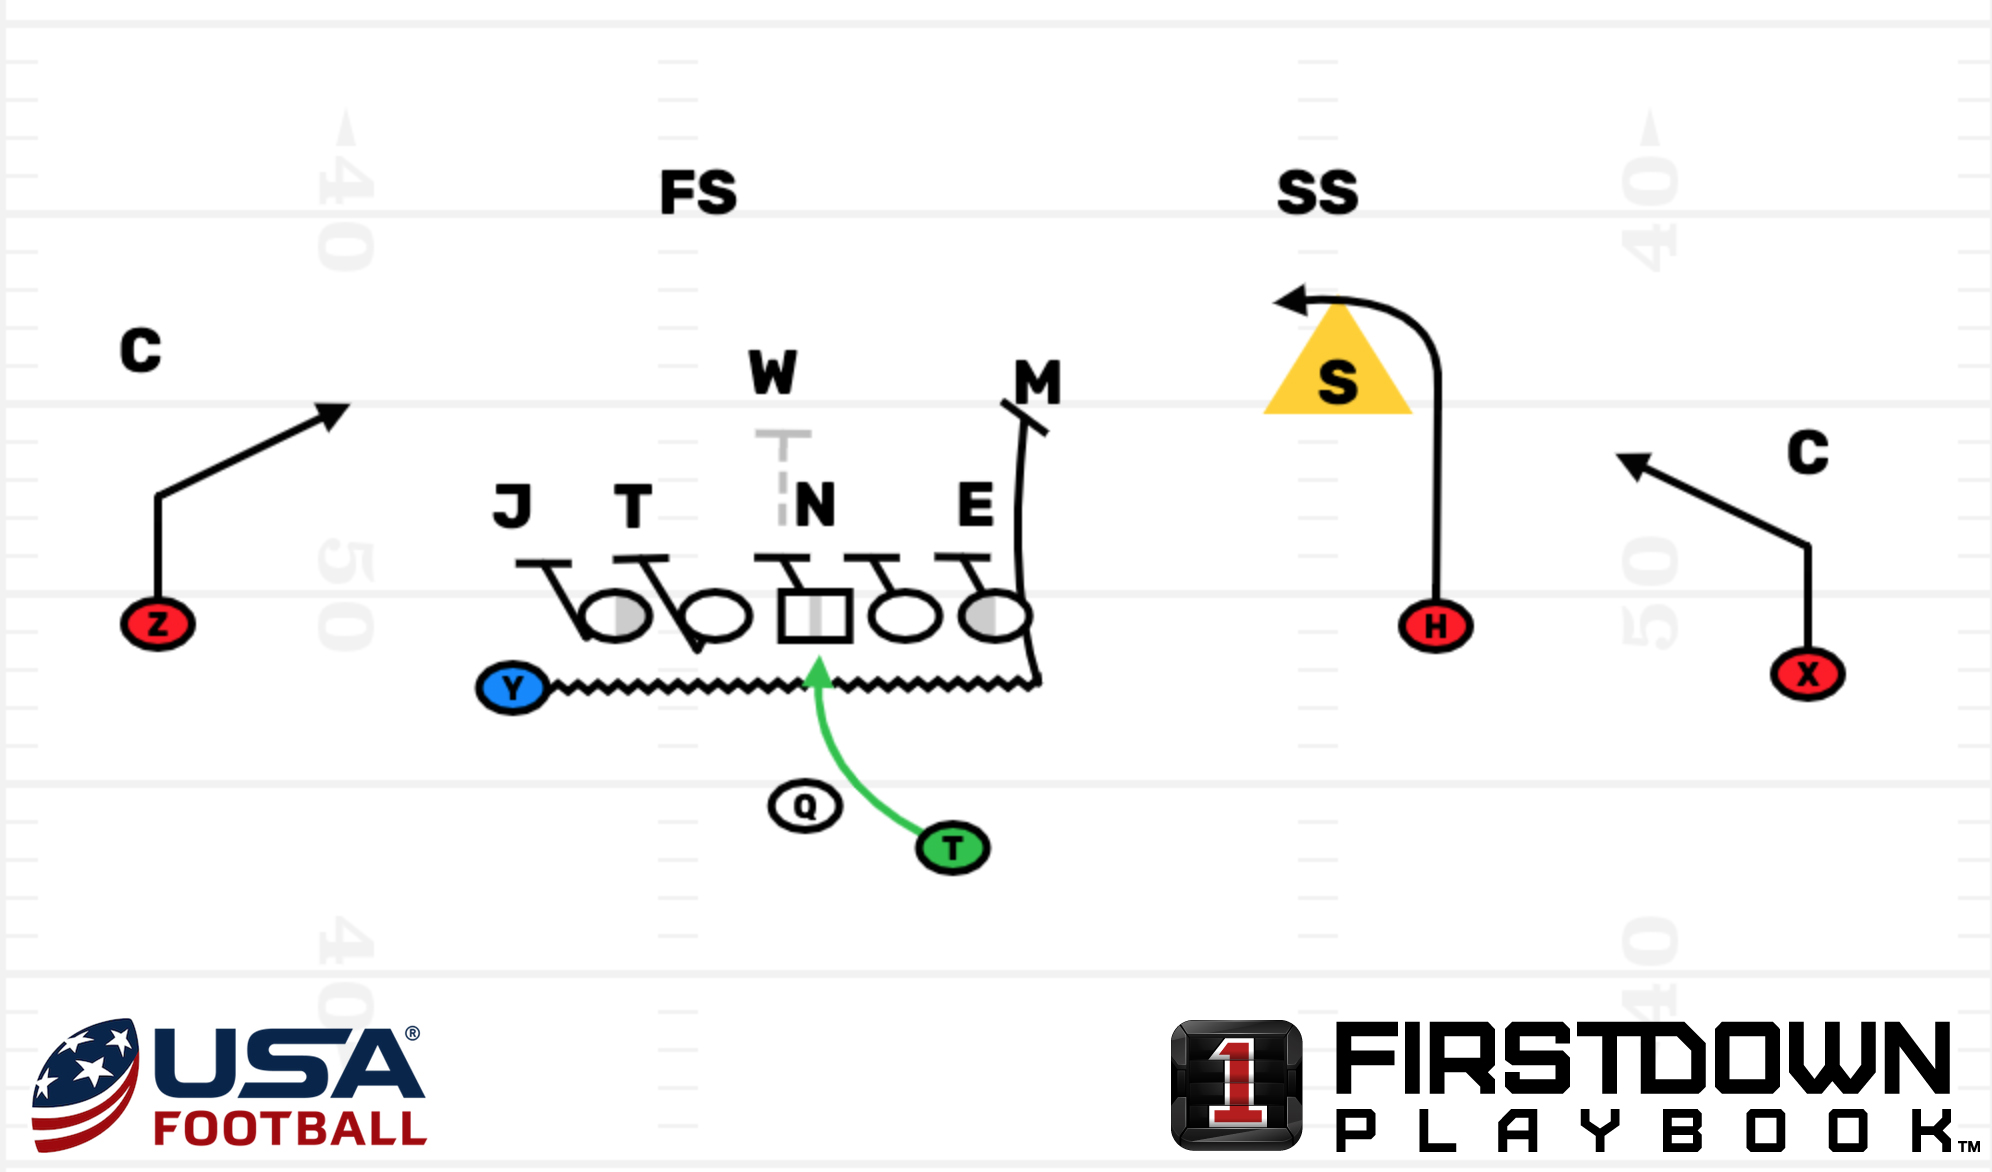 FS SS
40 40
C W M S C
J T N E
50 50
Z H
Y X
Q
T
40 40
USA®
FOOTBALL
1 FIRSTDOWN
PLAYBOOK™